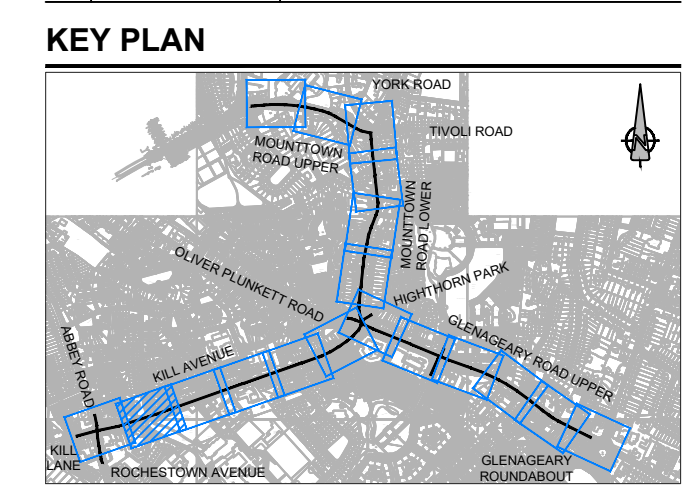 KEY PLAN
YORK ROAD
TIVOLI ROAD
MOUNTTOWN
ROAD UPPER
N
MOUNTTOWN
ROAD LOWER
OLIVER PLUNKETT ROAD
HIGHTHORN PARK
GLENAGEARY ROAD UPPER
ABBEY ROAD
KILL AVENUE
KILL
LANE
ROCHESTOWN AVENUE
GLENAGEARY
ROUNDABOUT